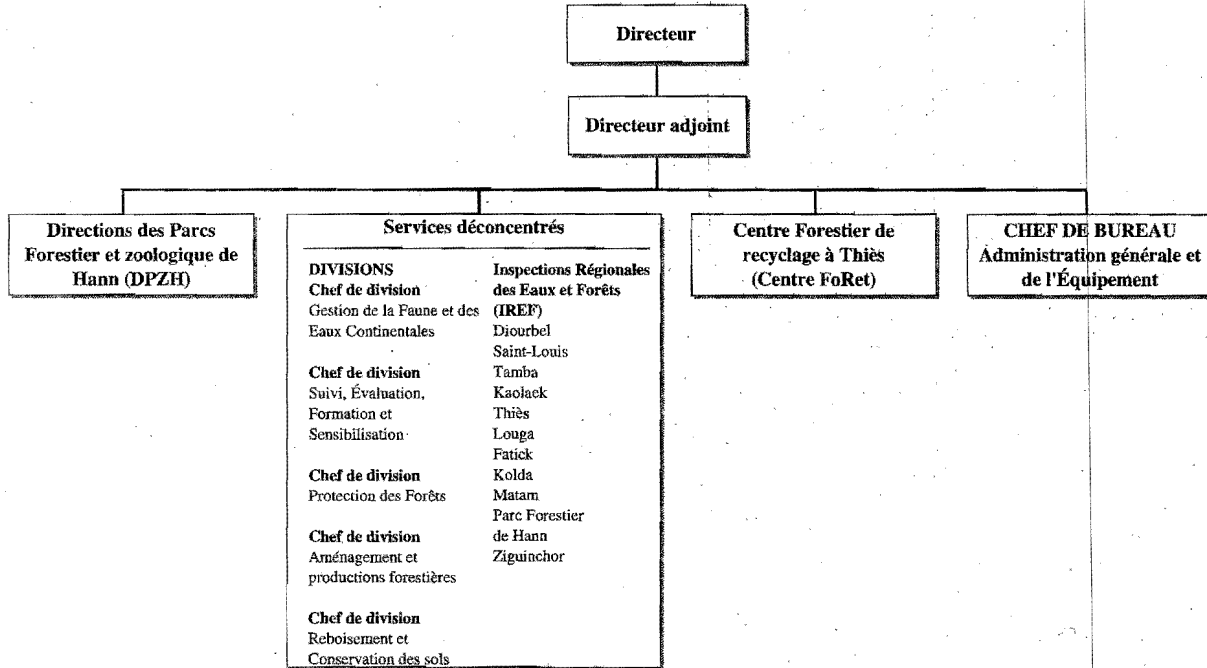 Directeur
Directeur adjoint
Directions des Parcs
Forestier et zoologique de
Hann (DPZH)
Services déconcentrés
DIVISIONS
Chef de division
Gestion de la Faune et des
Eaux Continentales
Chef de division
Suivi, Évaluation,
Formation et
Sensibilisation
Chef de division
Protection des Forêts
Chef de division
Aménagement et
productions forestières
Chef de division
Reboisement et
Conservation des sols
Inspections Régionales
des Eaux et Forêts
(IREF)
Diourbel
Saint-Louis
Tamba
Kaolack
Thiès
Louga
Fatick
Kolda
Matam
Parc Forestier
de Hann
Ziguinchor
Centre Forestier de
recyclage à Thiès
(Centre FoRet)
CHEF DE BUREAU
Administration générale et
de l'Équipement